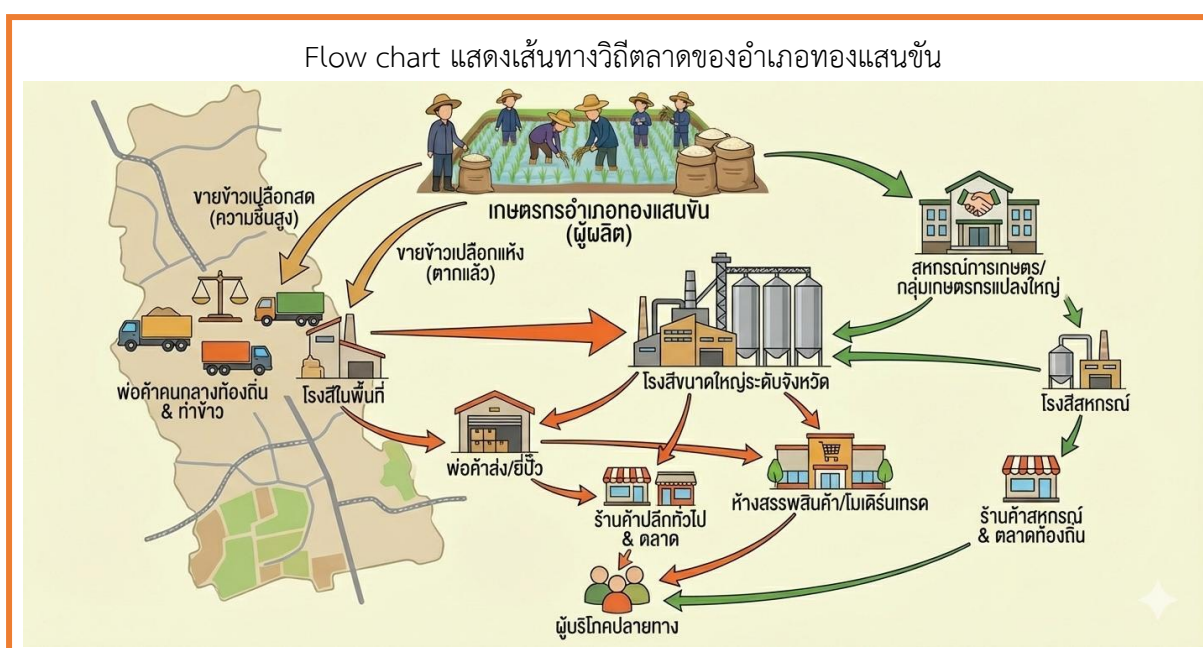 Flow chart แสดงเส้นทางวิถีตลาดของอำเภอทองแสนขัน
ขายข้าวเปลือกสด
(ความชื้นสูง)
เกษตรกรอำเภอทองแสนขัน
(ผู้ผลิต)
ขายข้าวเปลือกแห้ง
(ตากแล้ว)
สหกรณ์การเกษตร/
กลุ่มเกษตรกรแปลงใหญ่
พ่อค้าคนกลางท้องถิ่น
& ท่าข้าว
โรงสีในพื้นที่
โรงสีขนาดใหญ่ระดับจังหวัด
โรงสีสหกรณ์
พ่อค้าส่ง/ยี่ปั๊ว
ร้านค้าปลีกทั่วไป
& ตลาด
ห้างสรรพสินค้า/โมเดิร์นเทรด
ร้านค้าสหกรณ์
& ตลาดท้องถิ่น
ผู้บริโภคปลายทาง